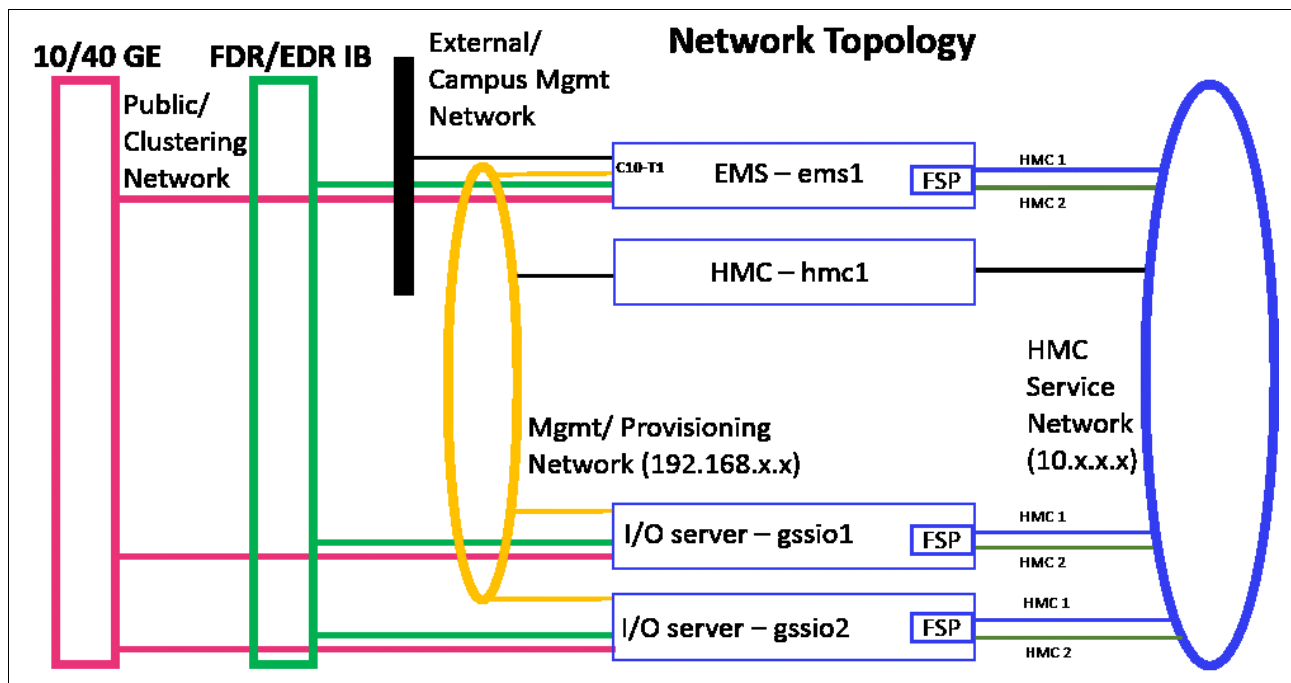 Network Topology
10/40 GE
FDR/EDR IB
External/
Campus Mgmt
Network
Public/
Clustering
Network
C10-T1
EMS – ems1
FSP
HMC 1
HMC 2
HMC – hmc1
HMC
Service
Network
(10.x.x.x)
Mgmt/ Provisioning
Network (192.168.x.x)
I/O server – gssio1
FSP
HMC 1
HMC 2
I/O server – gssio2
FSP
HMC 1
HMC 2